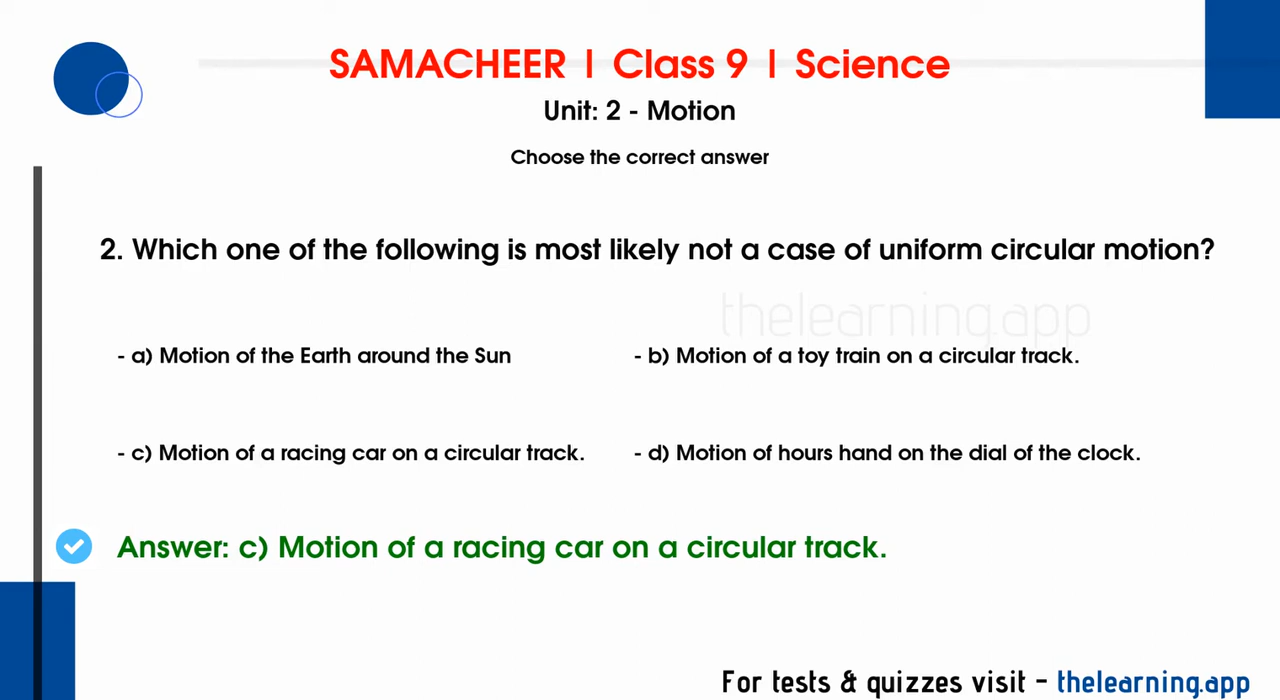 SAMACHEER | Class 9 | Science
Unit: 2 - Motion
Choose the correct answer
2. Which one of the following is most likely not a case of uniform circular motion?
thelearning.app
- a) Motion of the Earth around the Sun
- b) Motion of a toy train on a circular track.
- c) Motion of a racing car on a circular track.
- d) Motion of hours hand on the dial of the clock.
Answer: c) Motion of a racing car on a circular track.
For tests & quizzes visit - thelearning.app